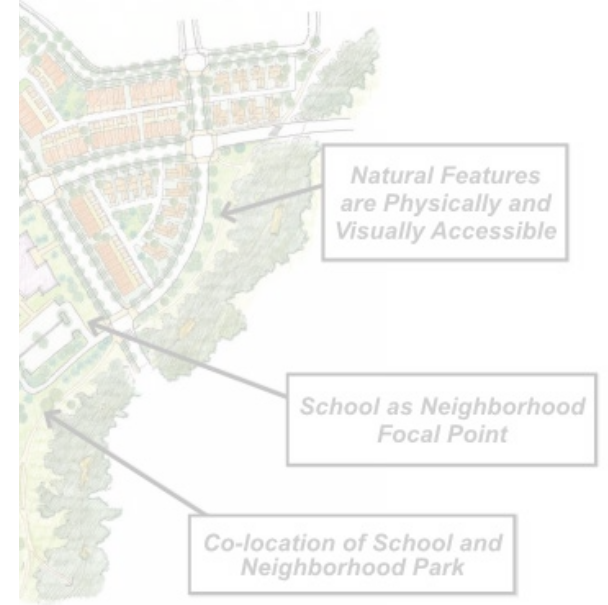 Natural Features
are Physically and
Visually Accessible
School as Neighborhood
Focal Point
Co-location of School and
Neighborhood Park